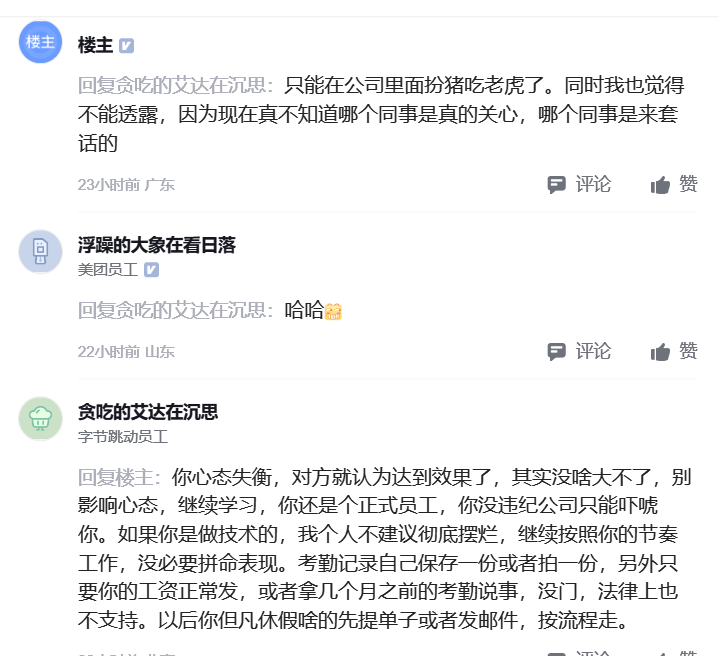 楼主
楼主
回复贪吃的艾达在沉思：只能在公司里面扮猪吃老虎了。同时我也觉得
不能透露，因为现在真不知道哪个同事是真的关心，哪个同事是来套
话的
23小时前 广东
评论
赞
浮躁的大象在看日落
美团员工
回复贪吃的艾达在沉思：哈哈
22小时前 山东
评论
赞
贪吃的艾达在沉思
字节跳动员工
回复楼主：你心态失衡，对方就认为达到效果了，其实没啥大不了，别
影响心态，继续学习，你还是个正式员工，你没违纪公司只能吓唬
你。如果你是做技术的，我个人不建议彻底摆烂，继续按照你的节奏
工作，没必要拼命表现。考勤记录自己保存一份或者拍一份，另外只
要你的工资正常发，或者拿几个月之前的考勤说事，没门，法律上也
不支持。以后你但凡休假啥的先提单子或者发邮件，按流程走。
评论
赞